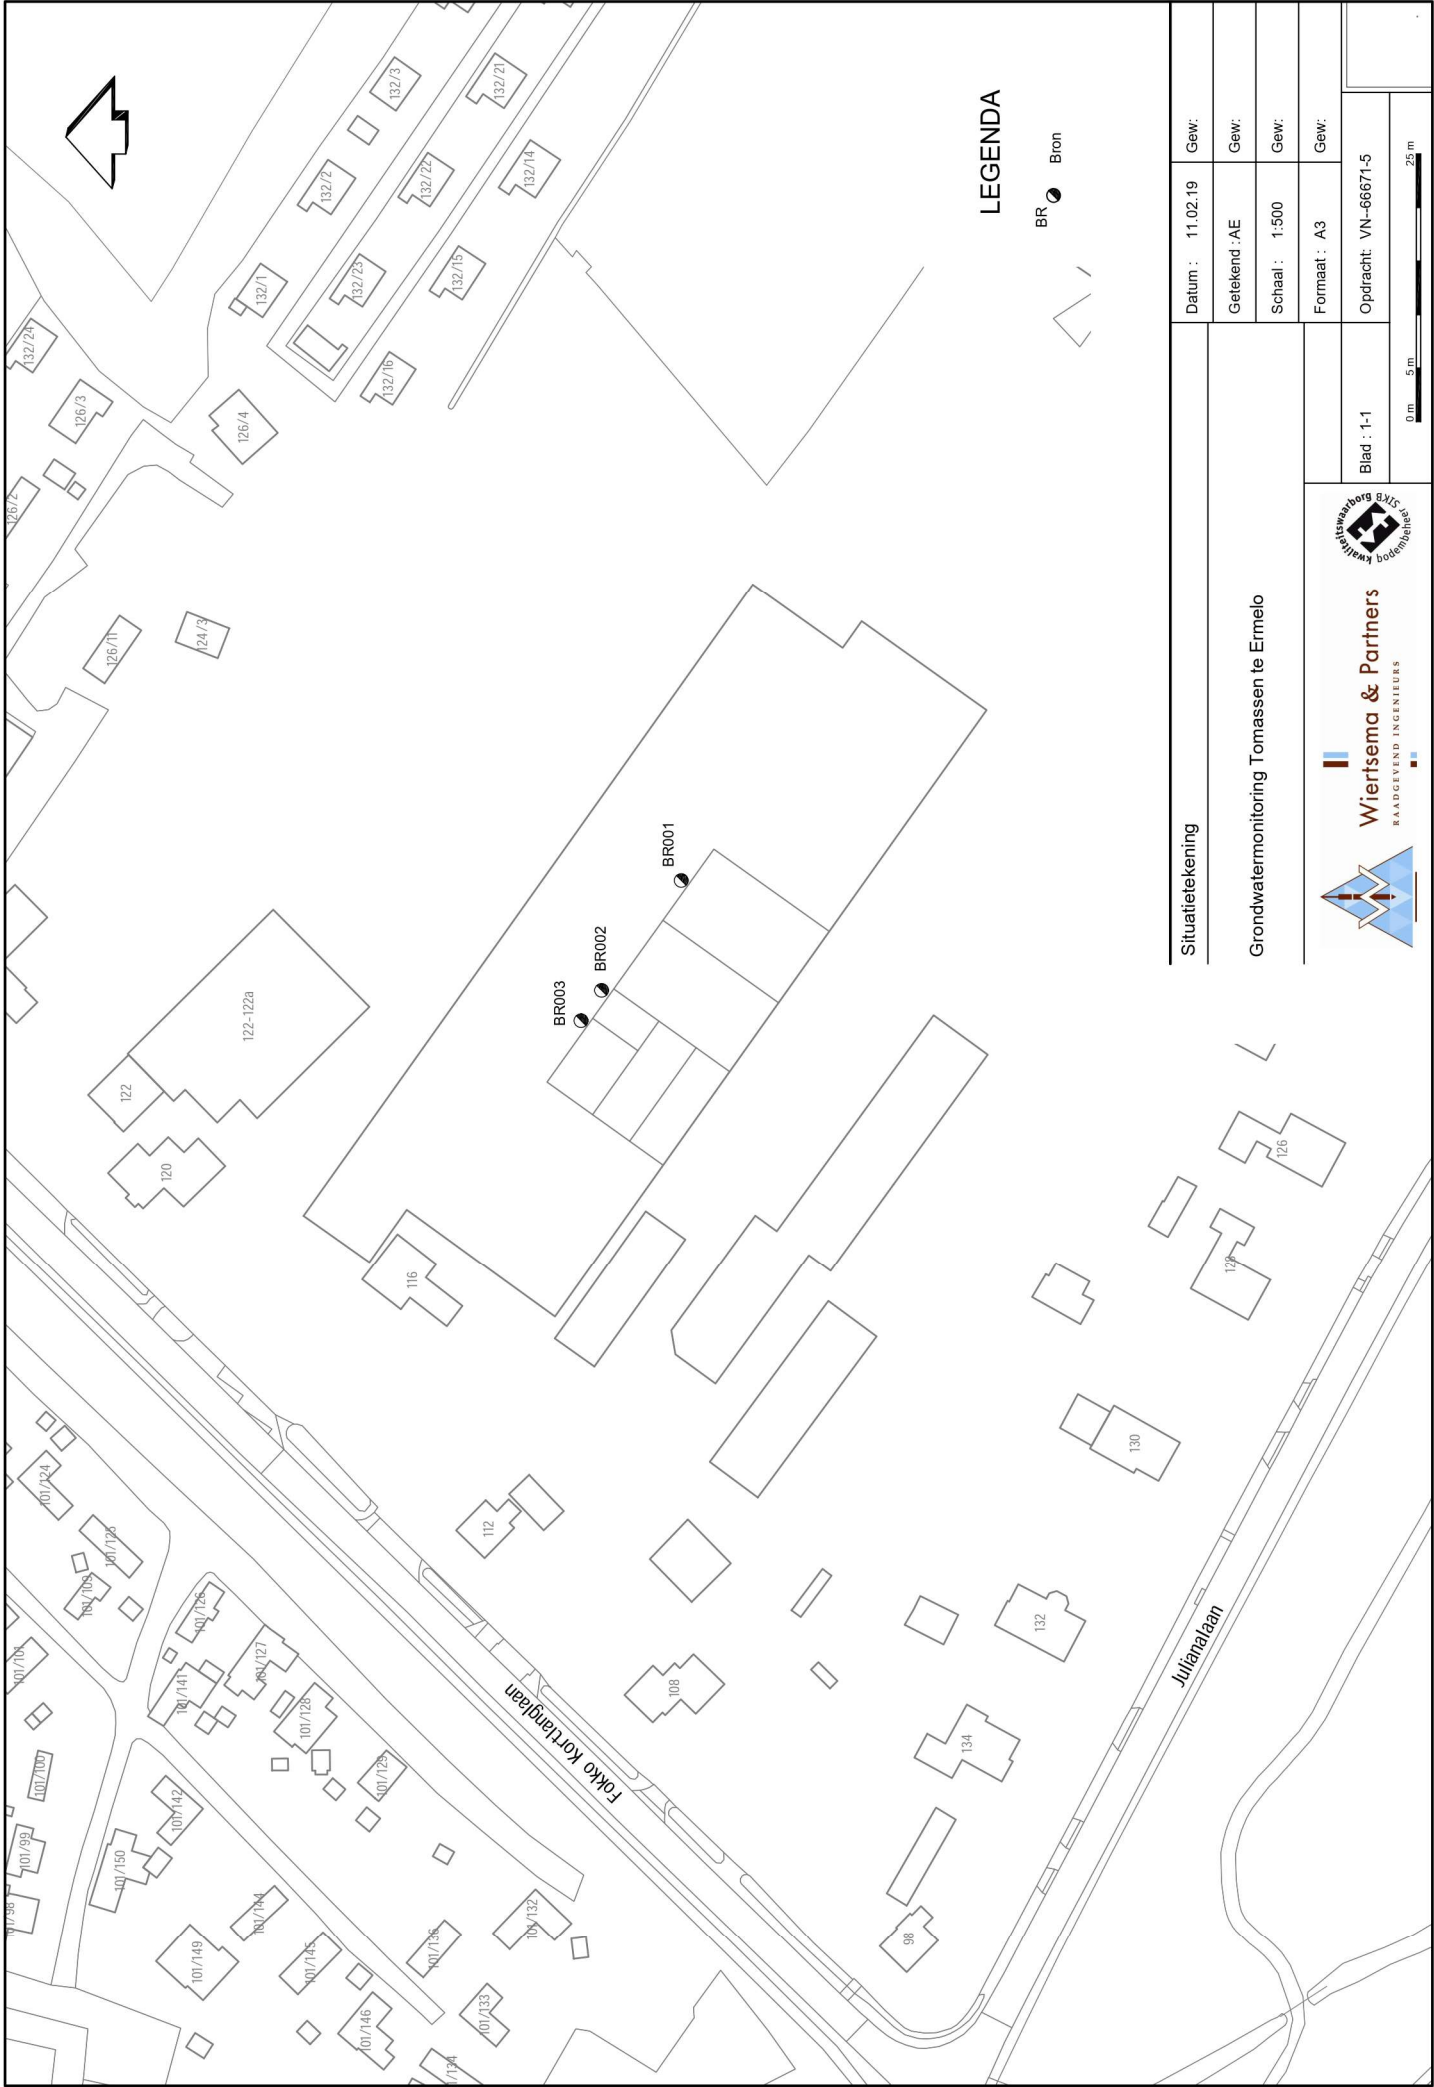 LEGENDA
BR Bron
BR001
BR002
BR003
Situatietekening
Grondwatermonitoring Tomassen te Ermelo
Datum : 11.02.19 Gew:
Getekend : AE Gew:
Schaal : 1:500 Gew:
Formaat : A3 Gew:
Blad : 1-1 Opdracht: VN--66671-5
0 m 5 m 25 m
Wiertsema & Partners
RAADGEVEND INGENIEURS
kwaliteitswaarborg bodembeheer SIKB
Fokko Kortlanglaan
Julianalaan
132/3
132/21
132/2
132/22
132/14
132/1
132/23
132/15
132/16
132/24
126/3
126/4
126/2
126/11
124/3
122-122a
122
120
116
112
108
98
134
132
130
128
126
101/124
101/125
101/109
101/101
101/126
101/127
101/141
101/128
101/129
101/100
101/142
101/99
101/150
101/98
101/144
101/149
101/145
101/136
101/132
101/146
101/133
1/134